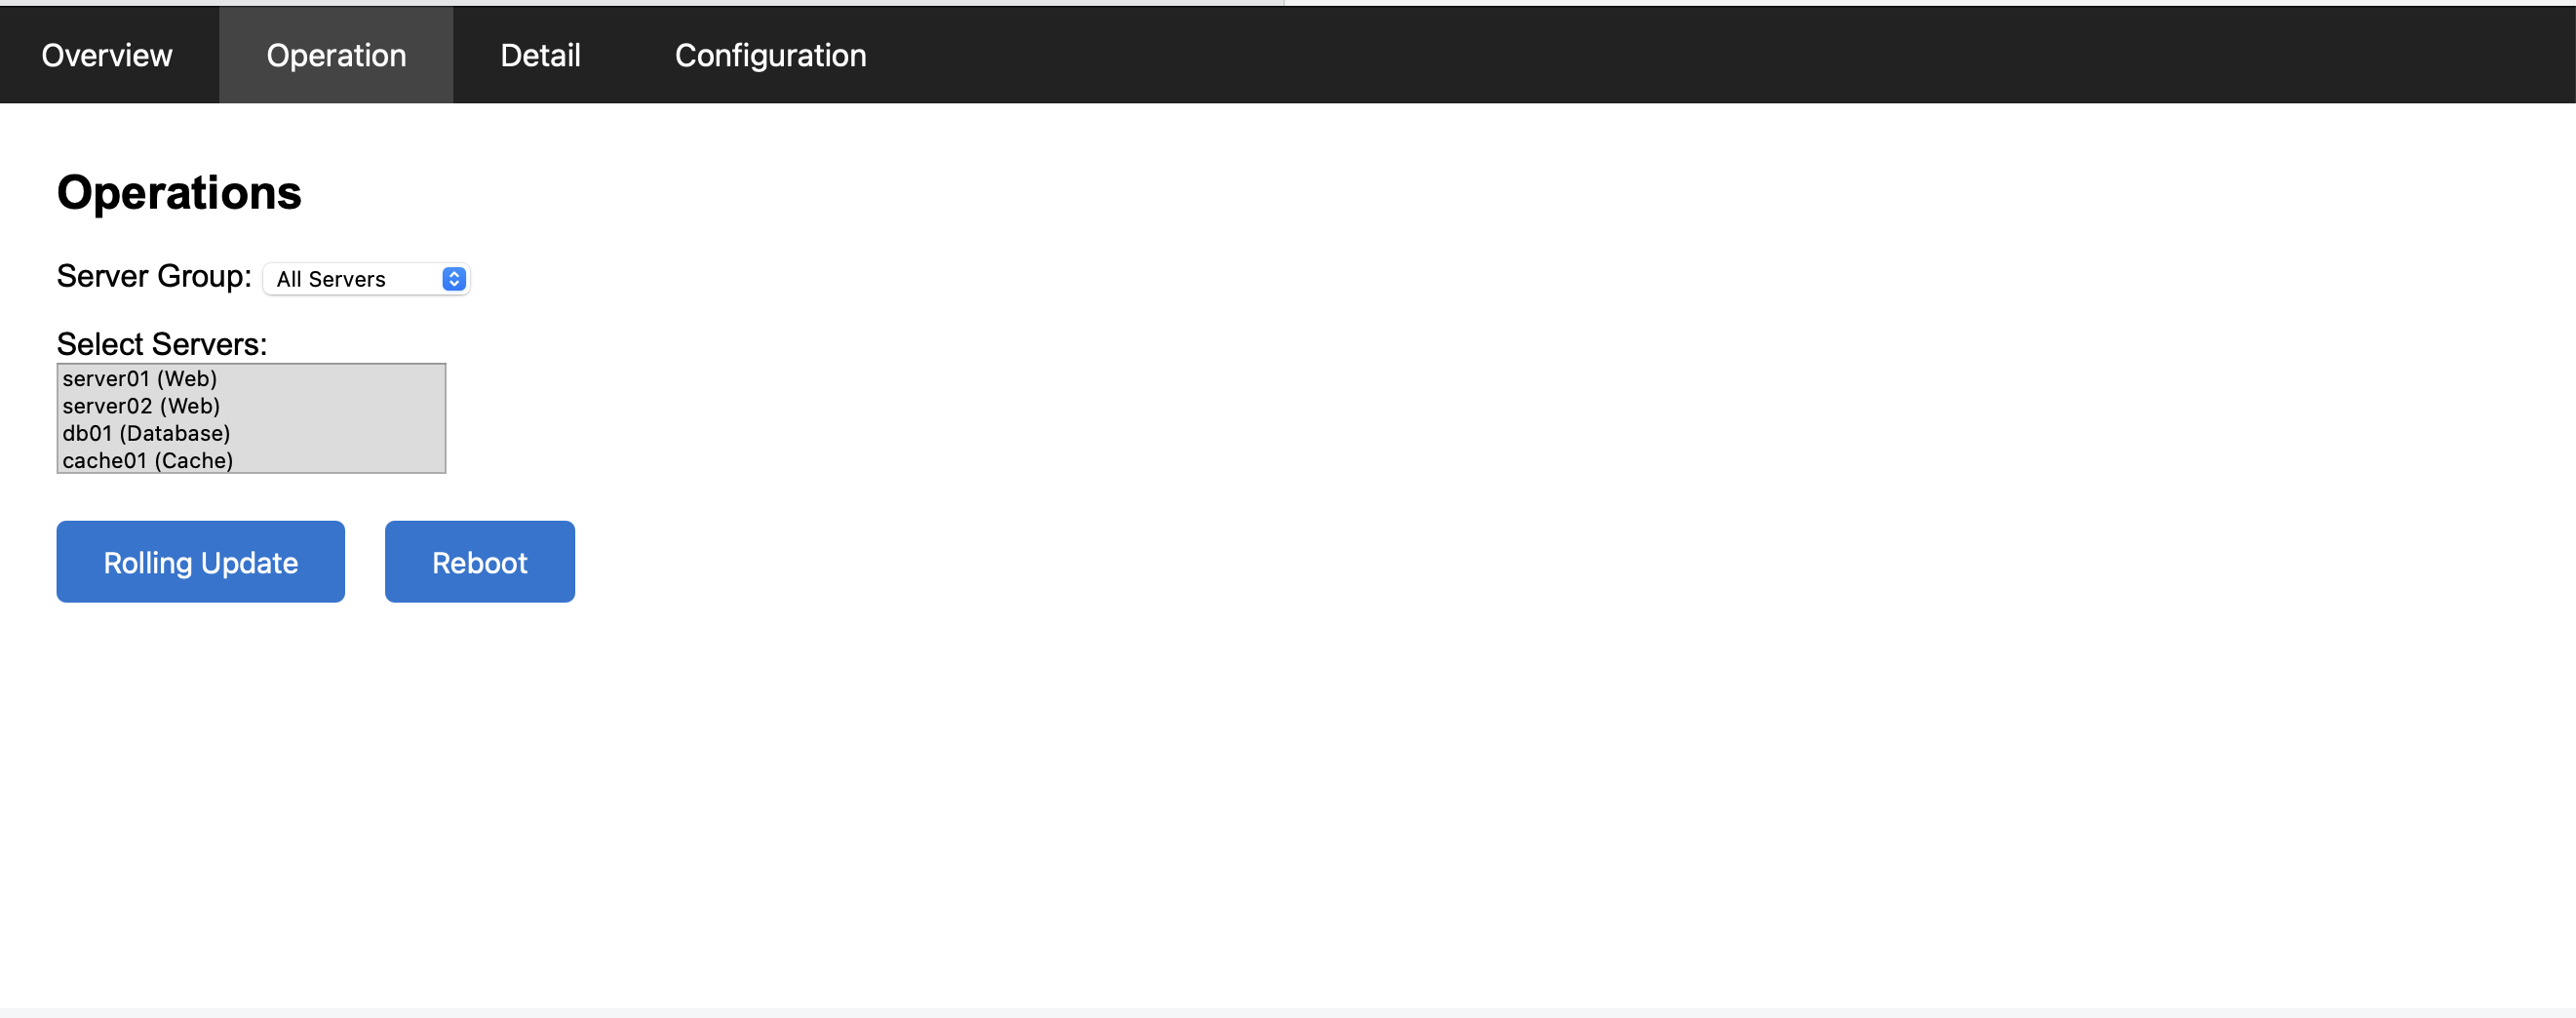 Overview Operation Detail Configuration
Operations
Server Group: All Servers
Select Servers:
server01 (Web)
server02 (Web)
db01 (Database)
cache01 (Cache)
Rolling Update Reboot